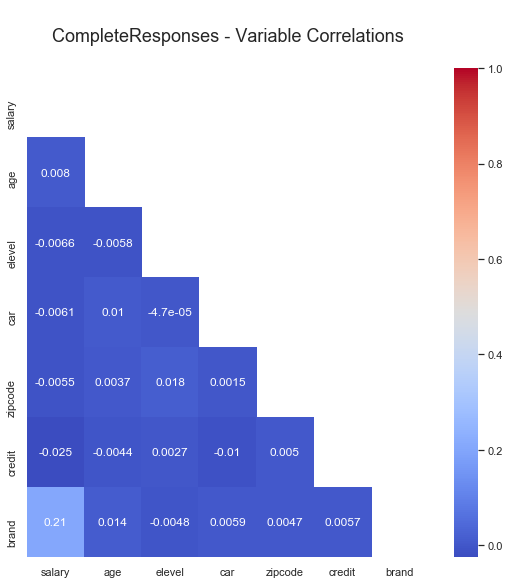 CompleteResponses - Variable Correlations
salary
age
elevel
car
zipcode
credit
brand
0.008
-0.0066 -0.0058
-0.0061 0.01 -4.7e-05
-0.0055 0.0037 0.018 0.0015
-0.025 -0.0044 0.0027 -0.01 0.005
0.21 0.014 -0.0048 0.0059 0.0047 0.0057
salary age elevel car zipcode credit brand
1.0
0.8
0.6
0.4
0.2
0.0